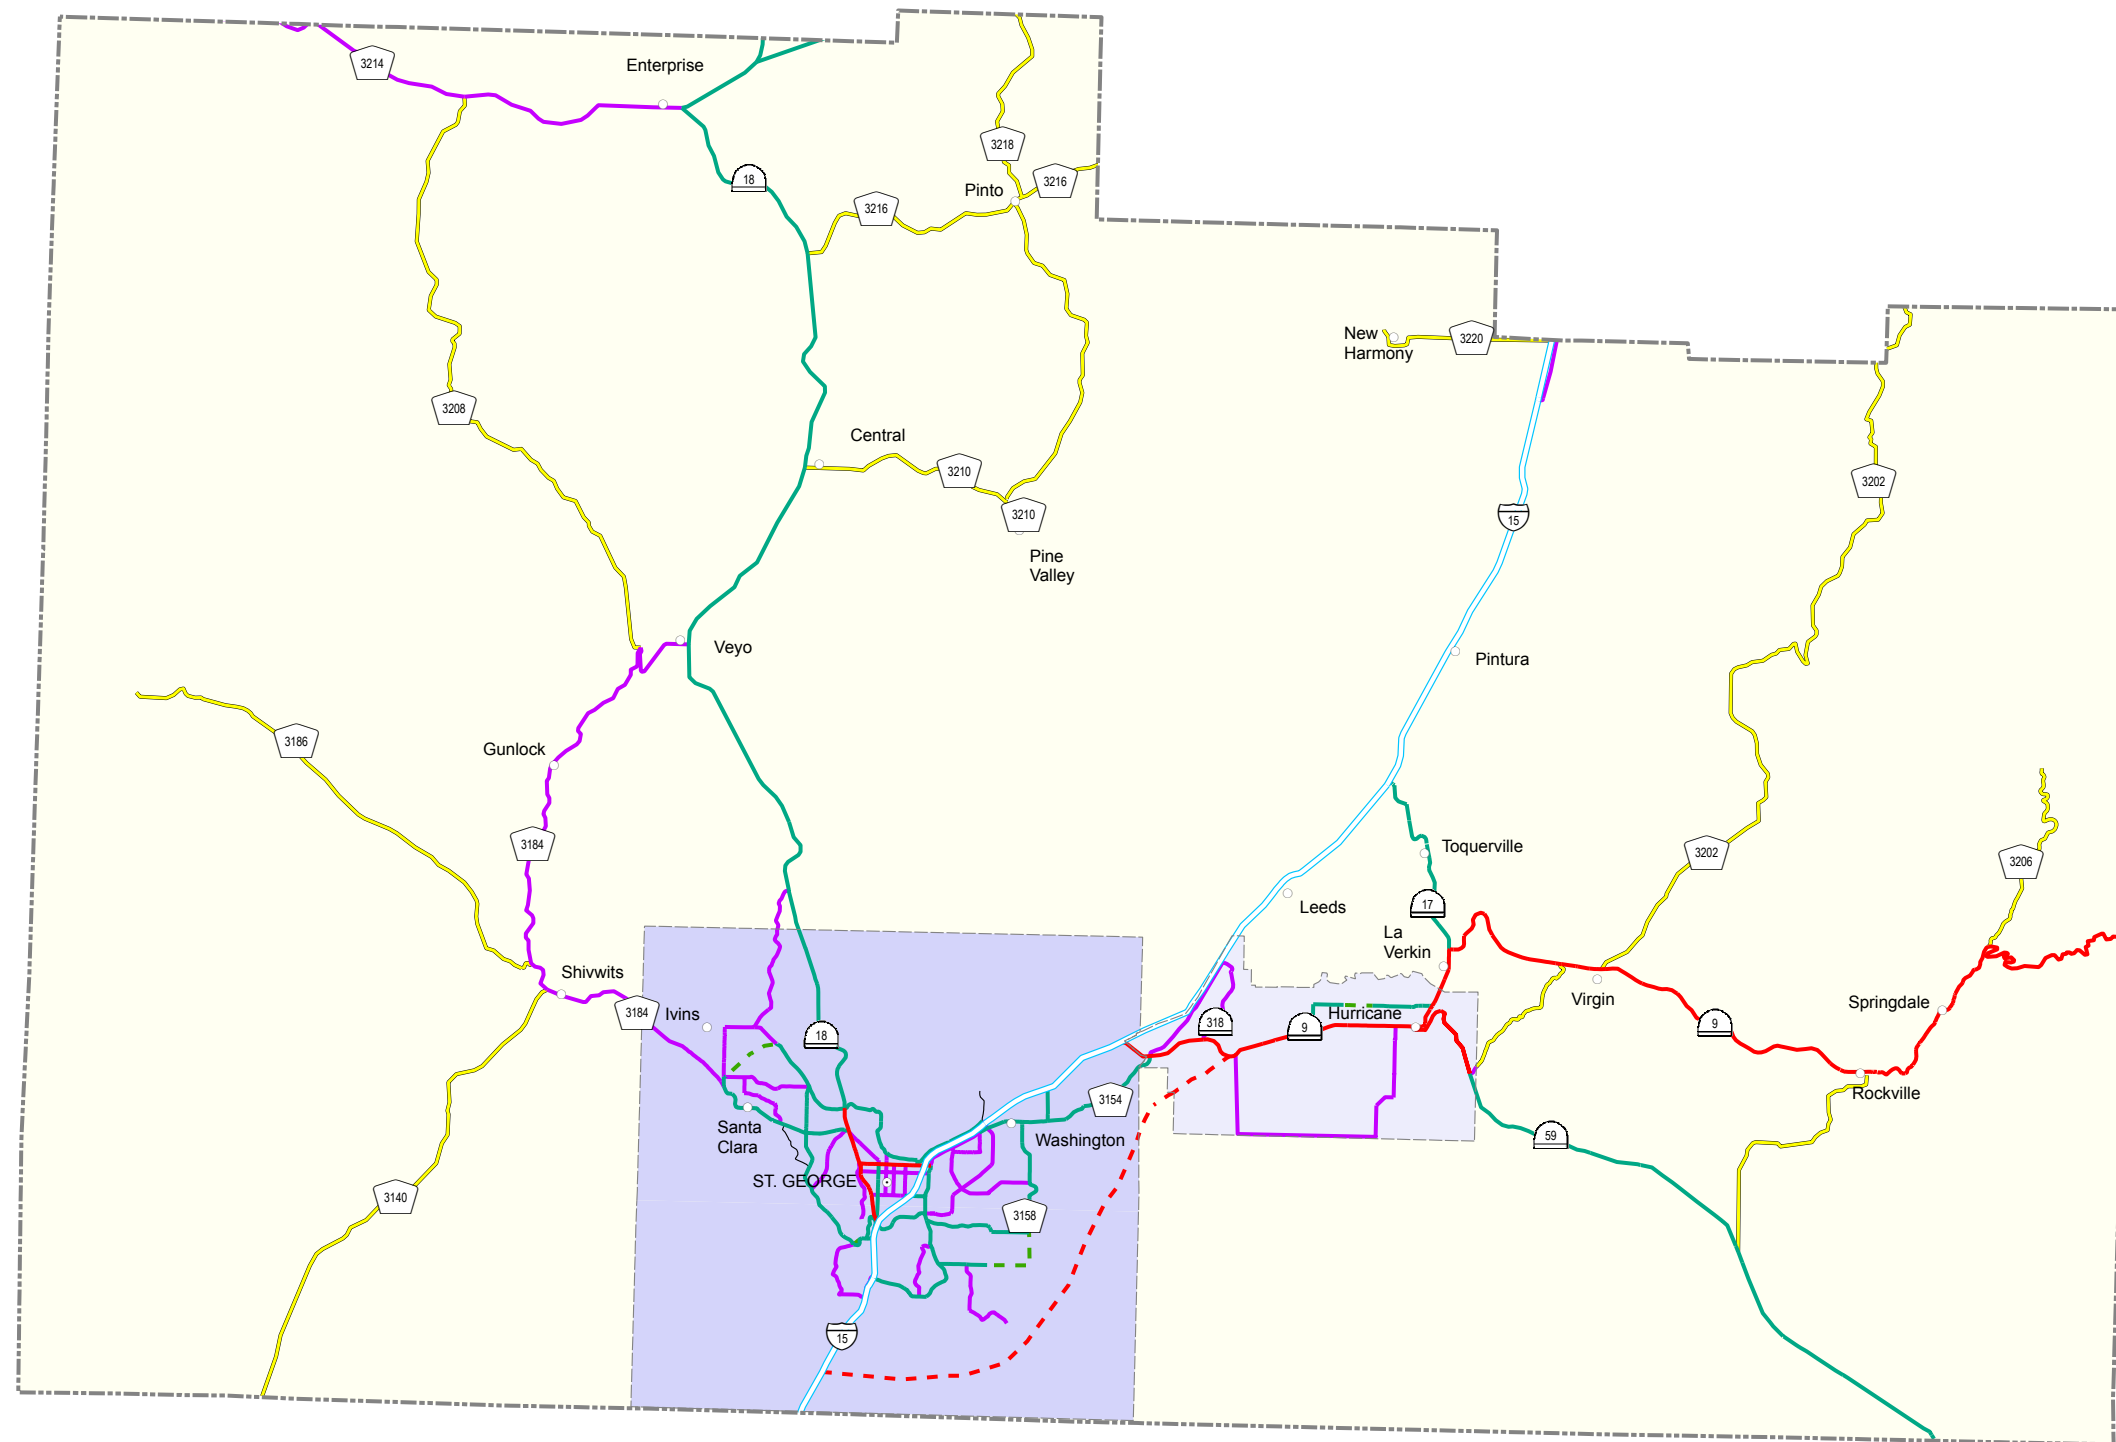 3214
Enterprise
3218
18
Pinto
3216
3216
New
Harmony
3220
3208
Central
3210
3210
3202
15
Pine
Valley
Veyo
Pintura
3186
Gunlock
3184
Toquerville
3202
3206
17
Leeds
La
Verkin
Shivwits
3184
Ivins
18
318
9
Hurricane
Virgin
9
Springdale
3154
Rockville
Santa
Clara
Washington
59
ST. GEORGE
3140
3158
15